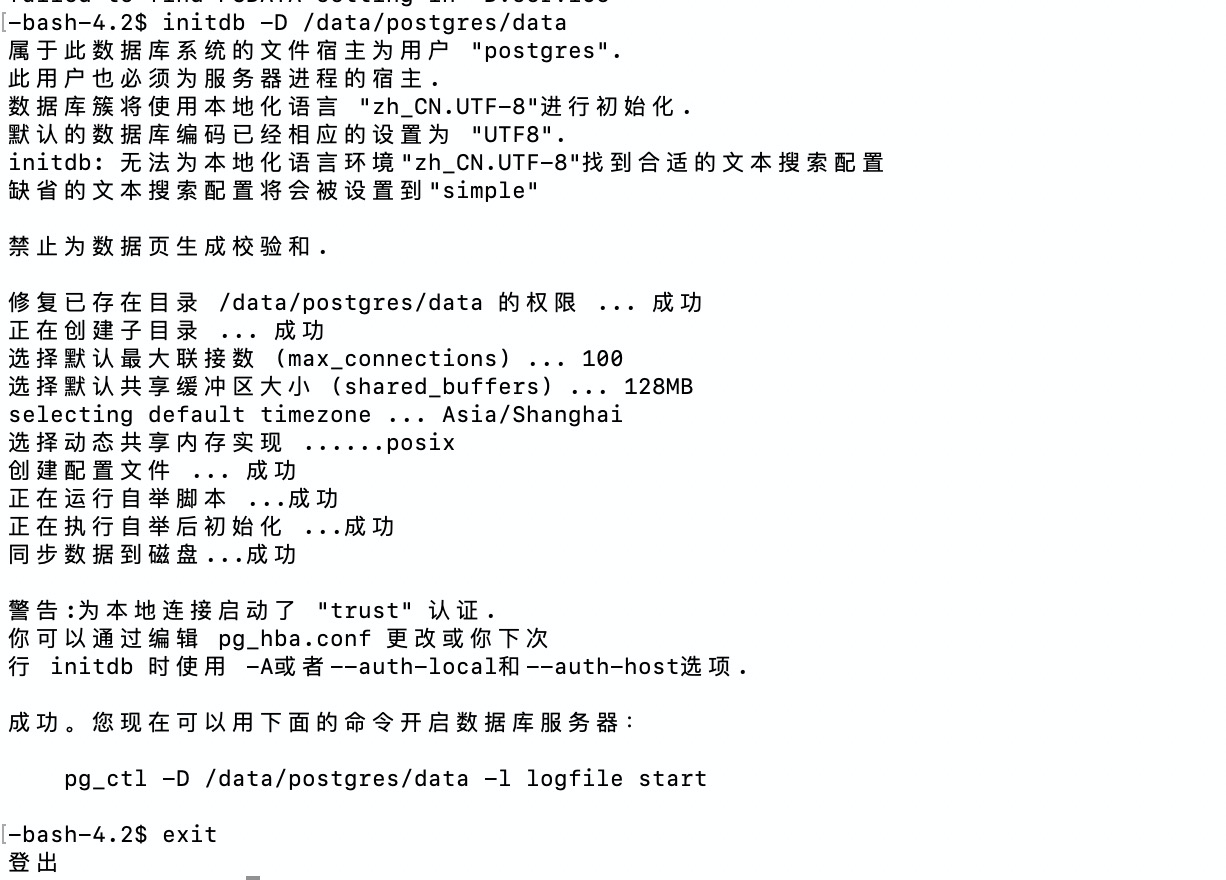 [-bash-4.2$ initdb -D /data/postgres/data
属于此数据库系统的文件宿主为用户 "postgres".
此用户也必须为服务器进程的宿主.
数据库簇将使用本地化语言 "zh_CN.UTF-8"进行初始化.
默认的数据库编码已经相应的设置为 "UTF8".
initdb: 无法为本地化语言环境"zh_CN.UTF-8"找到合适的文本搜索配置
缺省的文本搜索配置将会被设置到"simple"
禁止为数据页生成校验和.
修复已存在目录 /data/postgres/data 的权限 ... 成功
正在创建子目录 ... 成功
选择默认最大联接数 (max_connections) ... 100
选择默认共享缓冲区大小 (shared_buffers) ... 128MB
selecting default timezone ... Asia/Shanghai
选择动态共享内存实现 ......posix
创建配置文件 ... 成功
正在运行自举脚本 ...成功
正在执行自举后初始化 ...成功
同步数据到磁盘...成功
警告:为本地连接启动了 "trust" 认证.
你可以通过编辑 pg_hba.conf 更改或你下次
行 initdb 时使用 -A或者--auth-local和--auth-host选项.
成功。您现在可以用下面的命令开启数据库服务器：
pg_ctl -D /data/postgres/data -l logfile start
[-bash-4.2$ exit
登出